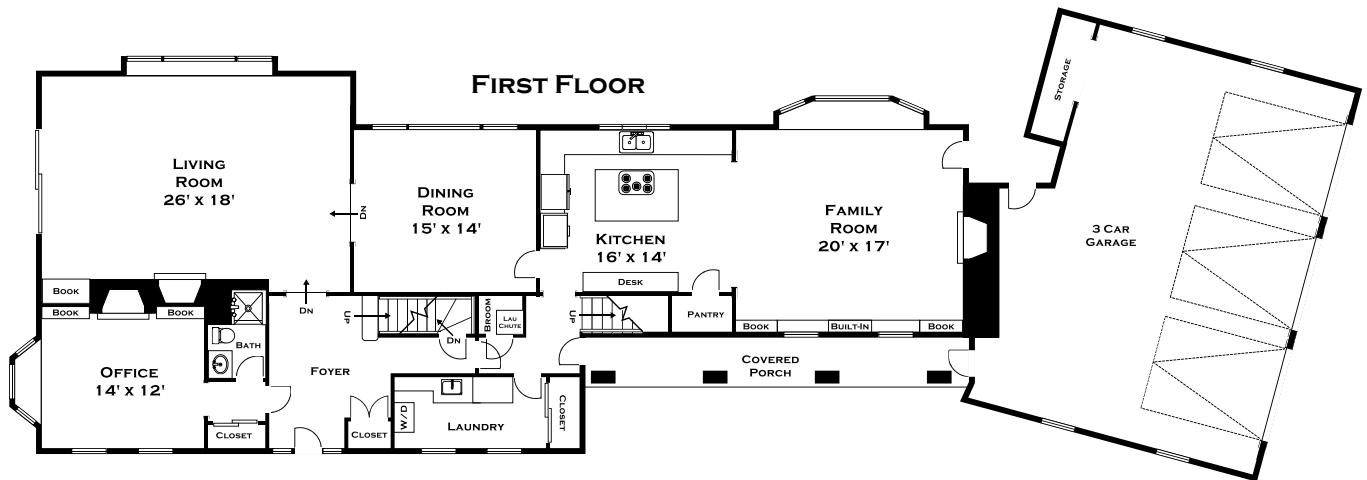 FIRST FLOOR
STORAGE
LIVING
ROOM
26' X 18'
DINING
ROOM
15' X 14'
DN
KITCHEN
16' X 14'
DESK
FAMILY
ROOM
20' X 17'
3 CAR
GARAGE
BOOK
BOOK
BOOK
DN
UP
DN
BROOM
LAU
CHUTE
UP
PANTRY
BOOK
BUILT-IN
BOOK
BATH
OFFICE
14' X 12'
FOYER
COVERED
PORCH
CLOSET
CLOSET
W/D
LAUNDRY
CLOSET